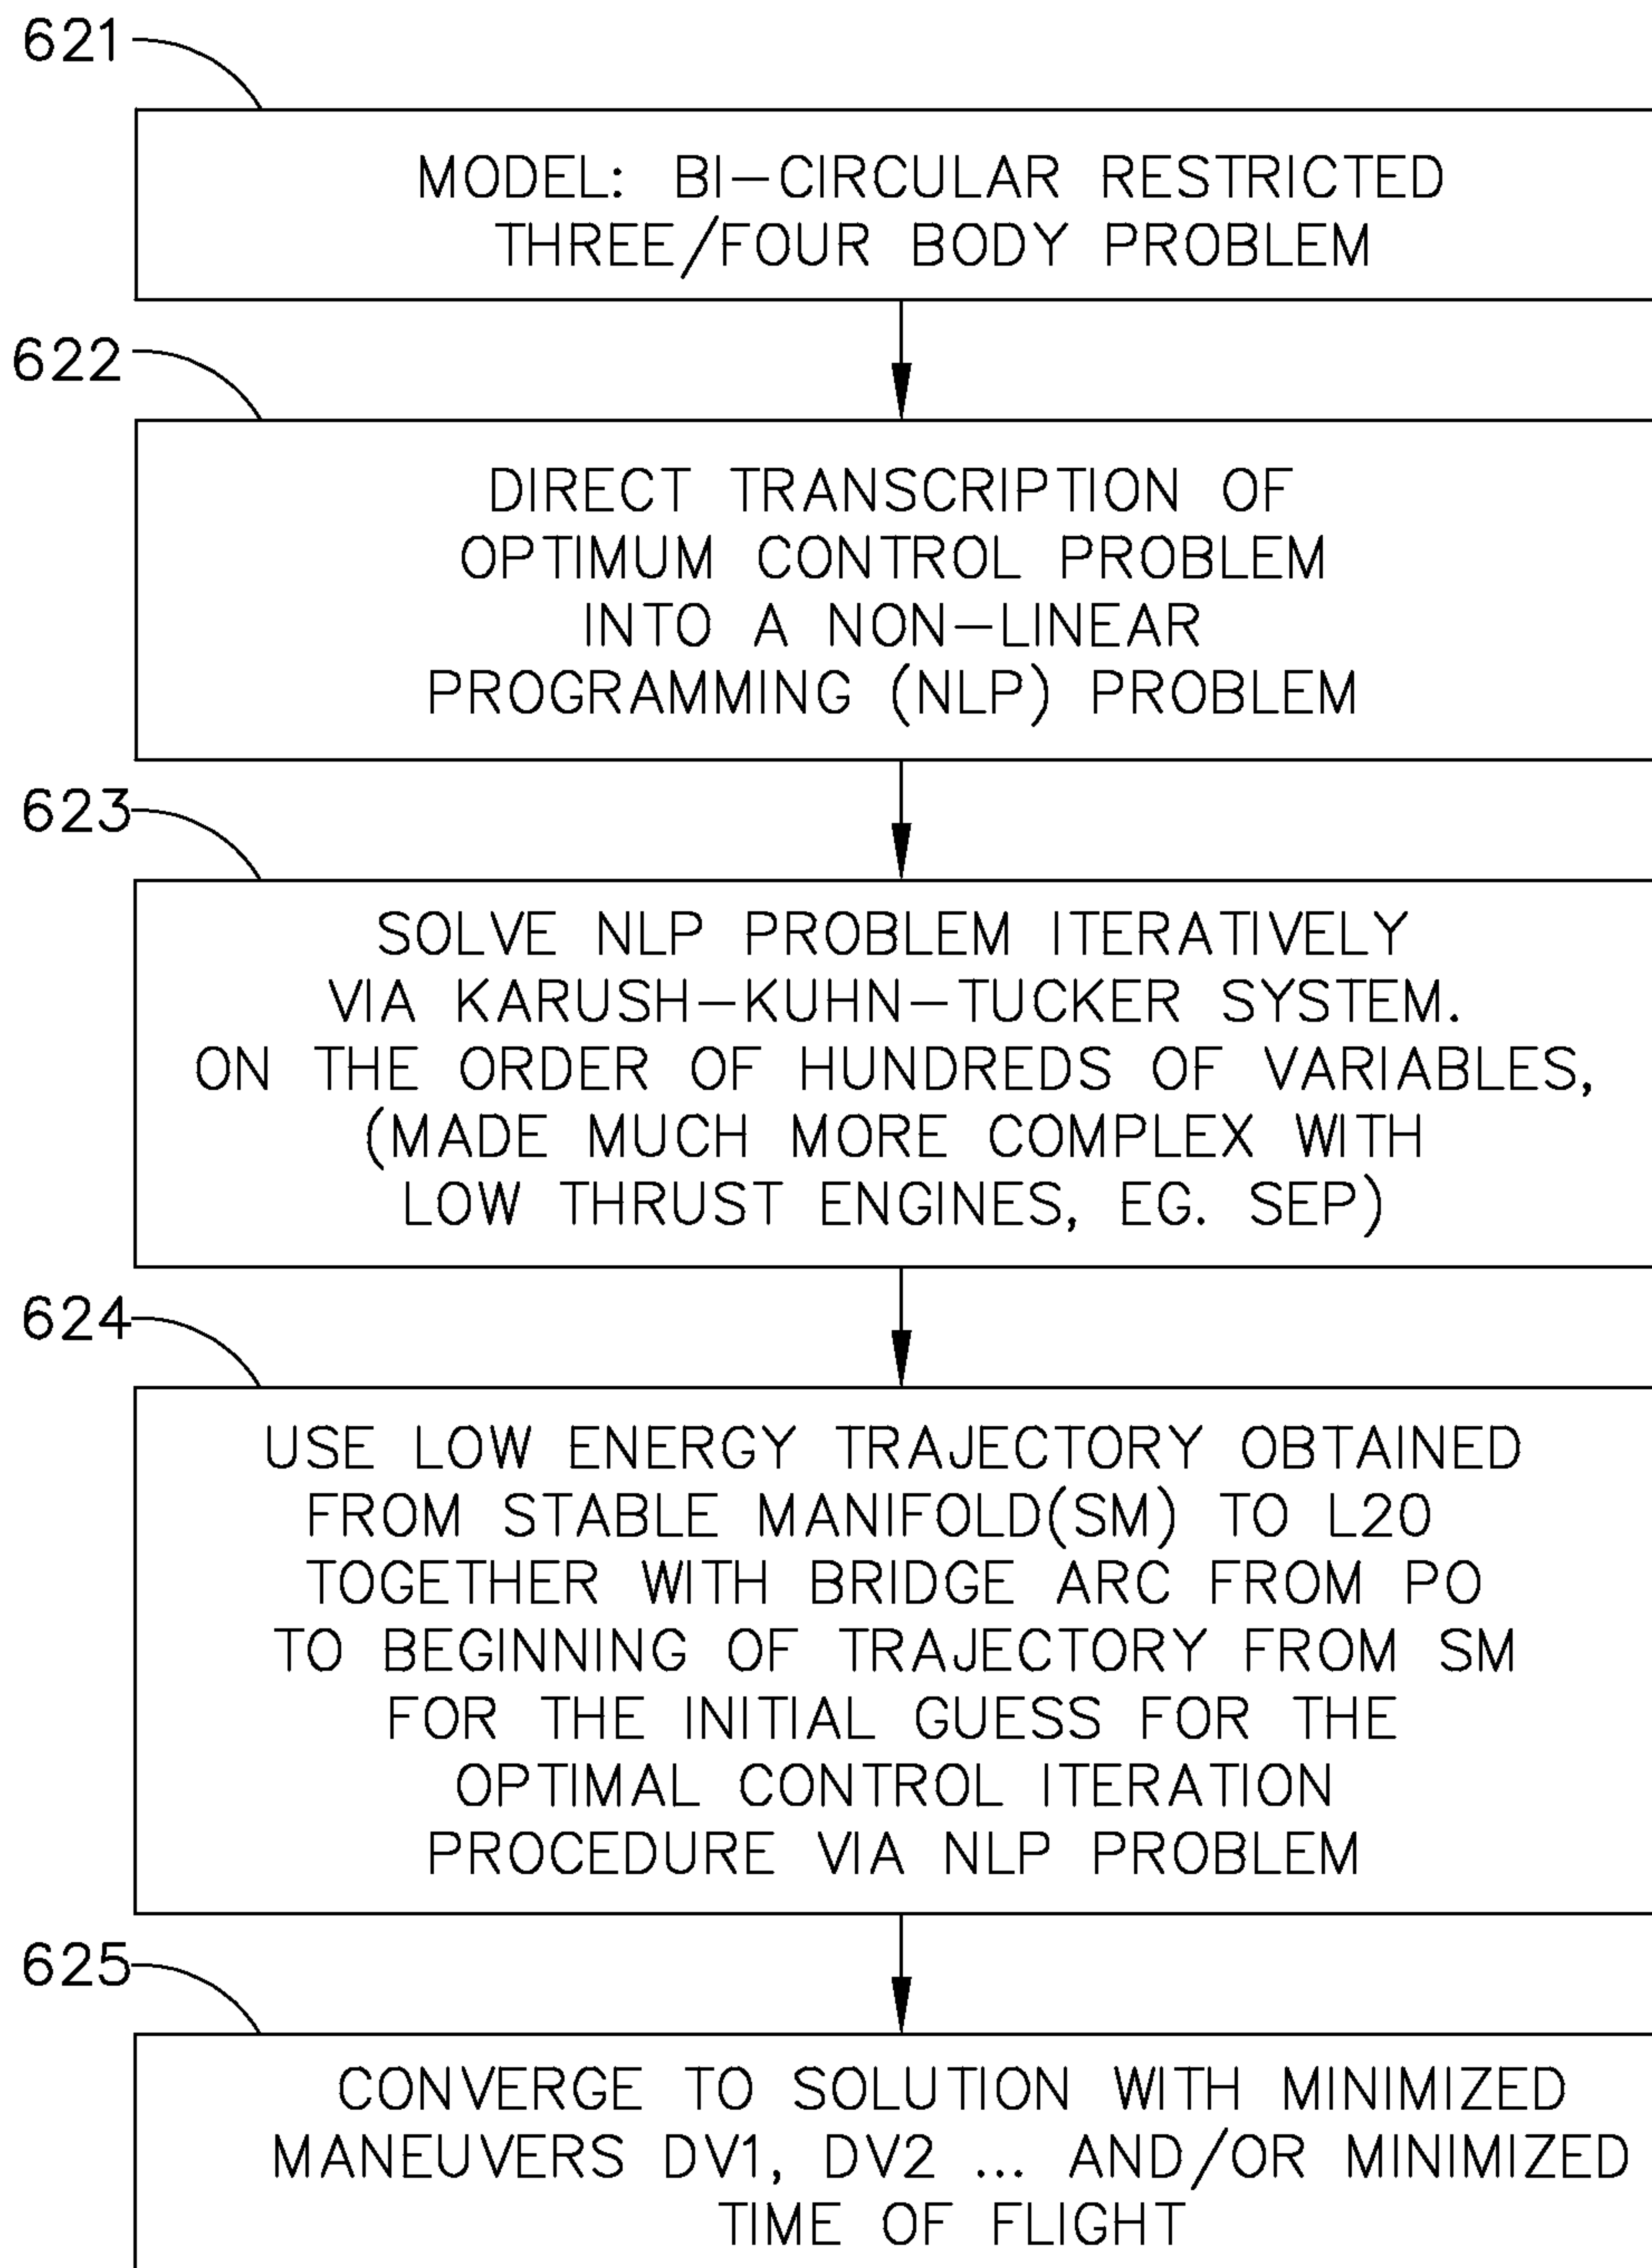 621
MODEL: BI-CIRCULAR RESTRICTED
THREE/FOUR BODY PROBLEM
622
DIRECT TRANSCRIPTION OF
OPTIMUM CONTROL PROBLEM
INTO A NON-LINEAR
PROGRAMMING (NLP) PROBLEM
623
SOLVE NLP PROBLEM ITERATIVELY
VIA KARUSH-KUHN-TUCKER SYSTEM.
ON THE ORDER OF HUNDREDS OF VARIABLES,
(MADE MUCH MORE COMPLEX WITH
LOW THRUST ENGINES, EG. SEP)
624
USE LOW ENERGY TRAJECTORY OBTAINED
FROM STABLE MANIFOLD(SM) TO L2O
TOGETHER WITH BRIDGE ARC FROM PO
TO BEGINNING OF TRAJECTORY FROM SM
FOR THE INITIAL GUESS FOR THE
OPTIMAL CONTROL ITERATION
PROCEDURE VIA NLP PROBLEM
625
CONVERGE TO SOLUTION WITH MINIMIZED
MANEUVERS DV1, DV2 ... AND/OR MINIMIZED
TIME OF FLIGHT